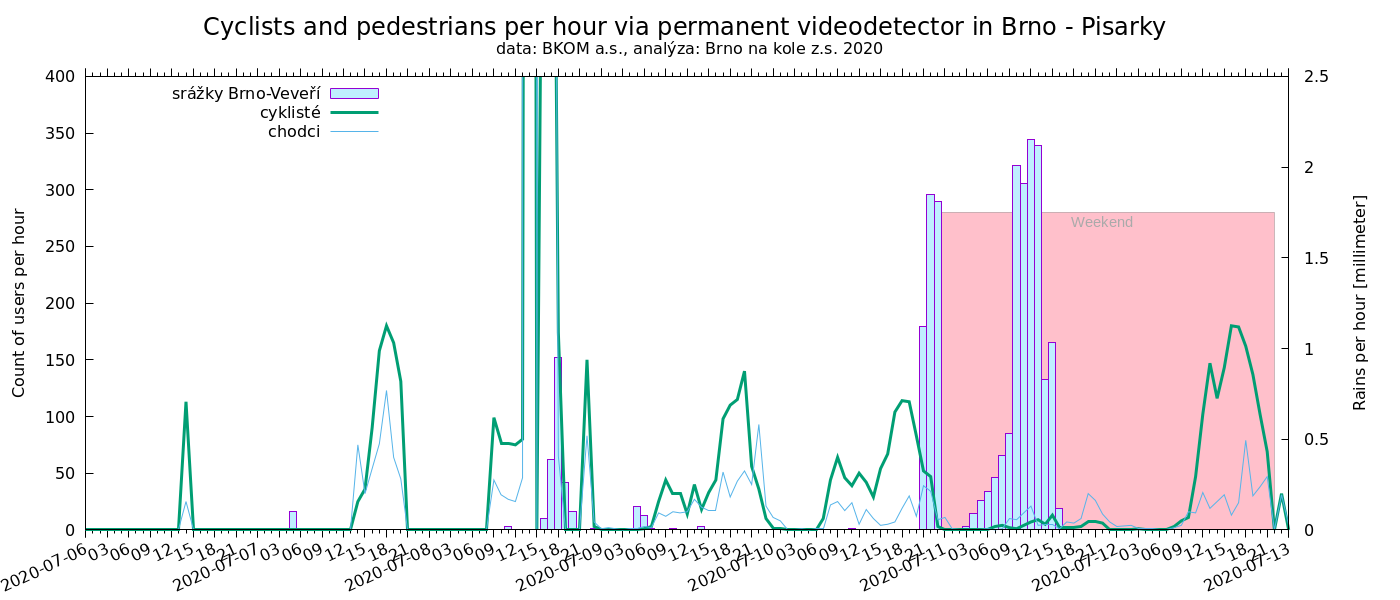 Cyclists and pedestrians per hour via permanent videodetector in Brno - Pisarky
data: BKOM a.s., analýza: Brno na kole z.s. 2020
srážky Brno-Veveří
cyklisté
chodci
Weekend
Count of users per hour
400
350
300
250
200
150
100
50
0
Rains per hour [millimeter]
2.5
2
1.5
1
0.5
0
2020-07-06 03 06 09 12 15 18 21 2020-07-07 03 06 09 12 15 18 21 2020-07-08 03 06 09 12 15 18 21 2020-07-09 03 06 09 12 15 18 21 2020-07-10 03 06 09 12 15 18 21 2020-07-11 03 06 09 12 15 18 21 2020-07-12 03 06 09 12 15 18 21 2020-07-13